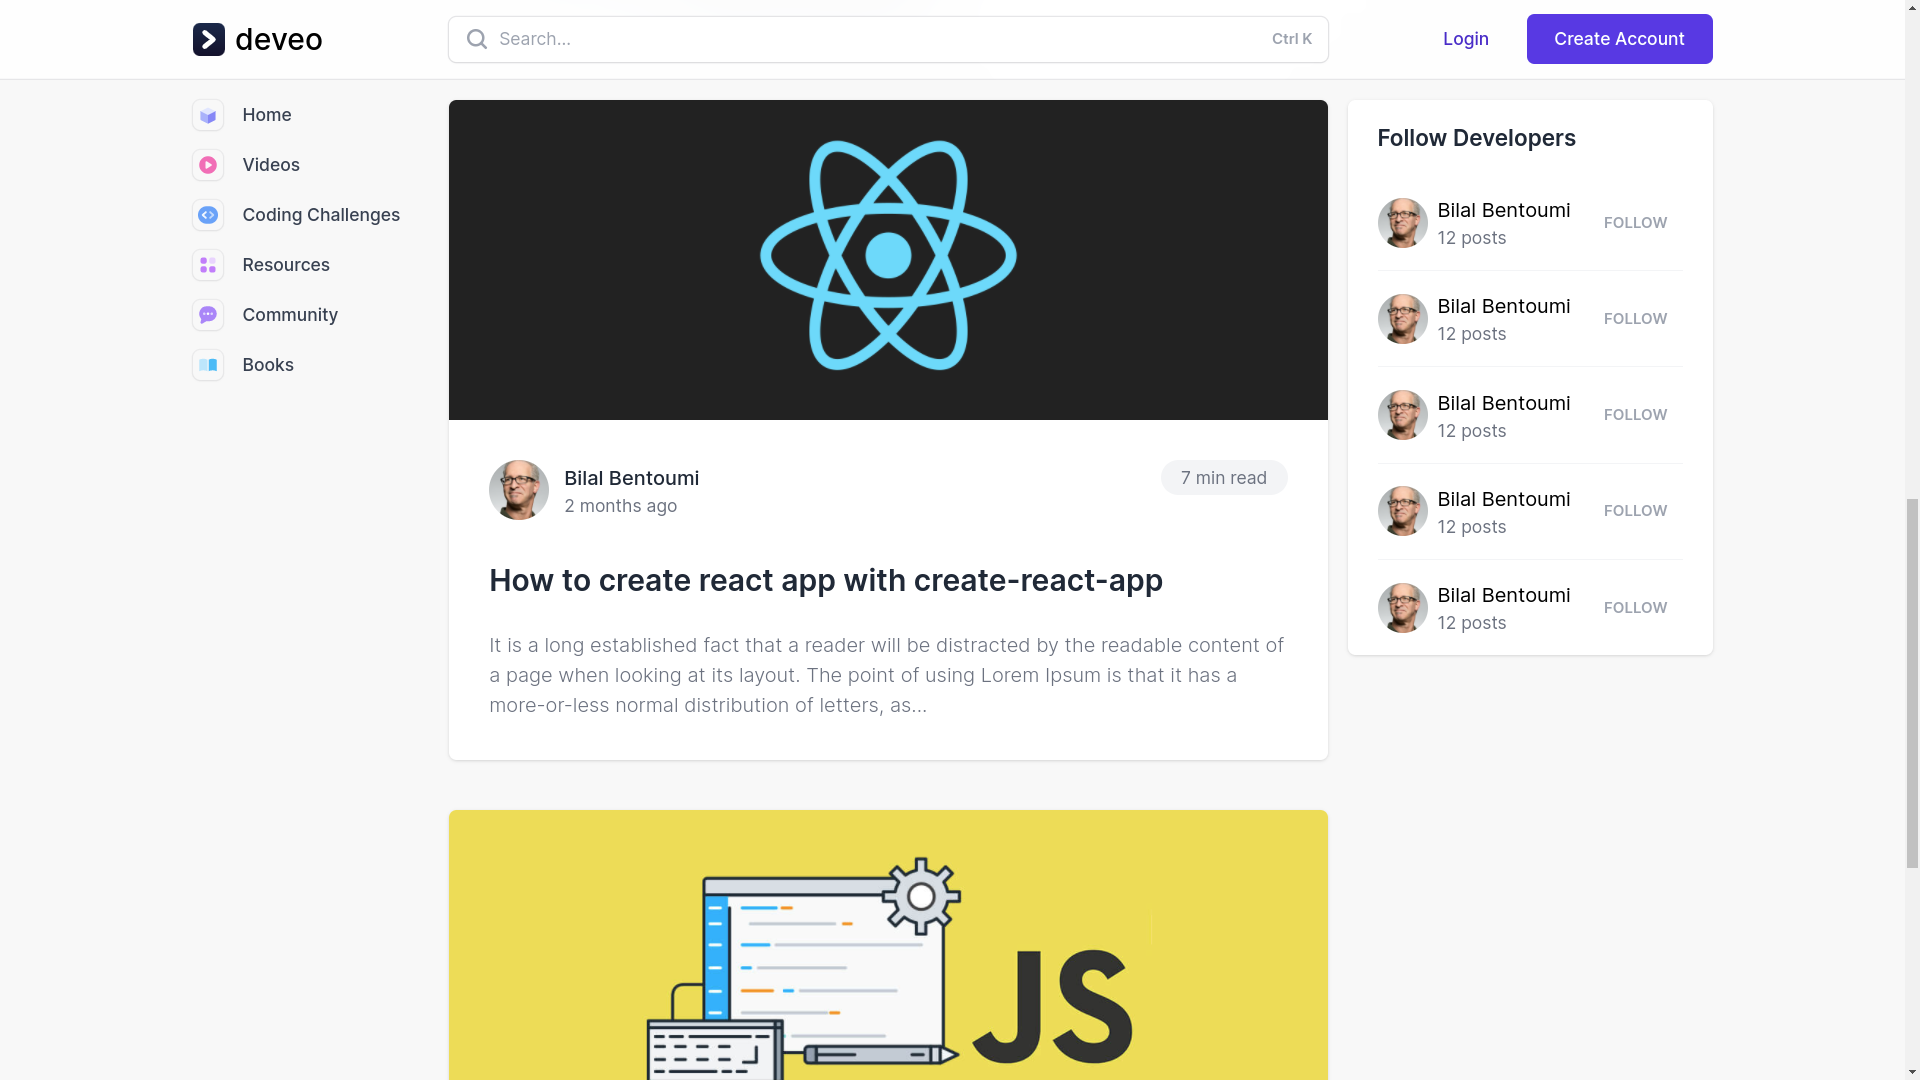 deveo
Search...
Ctrl K
Login
Create Account
Home
Videos
Coding Challenges
Resources
Community
Books
Bilal Bentoumi
2 months ago
7 min read
How to create react app with create-react-app
It is a long established fact that a reader will be distracted by the readable content of
a page when looking at its layout. The point of using Lorem Ipsum is that it has a
more-or-less normal distribution of letters, as...
JS
Follow Developers
Bilal Bentoumi
12 posts
FOLLOW
Bilal Bentoumi
12 posts
FOLLOW
Bilal Bentoumi
12 posts
FOLLOW
Bilal Bentoumi
12 posts
FOLLOW
Bilal Bentoumi
12 posts
FOLLOW